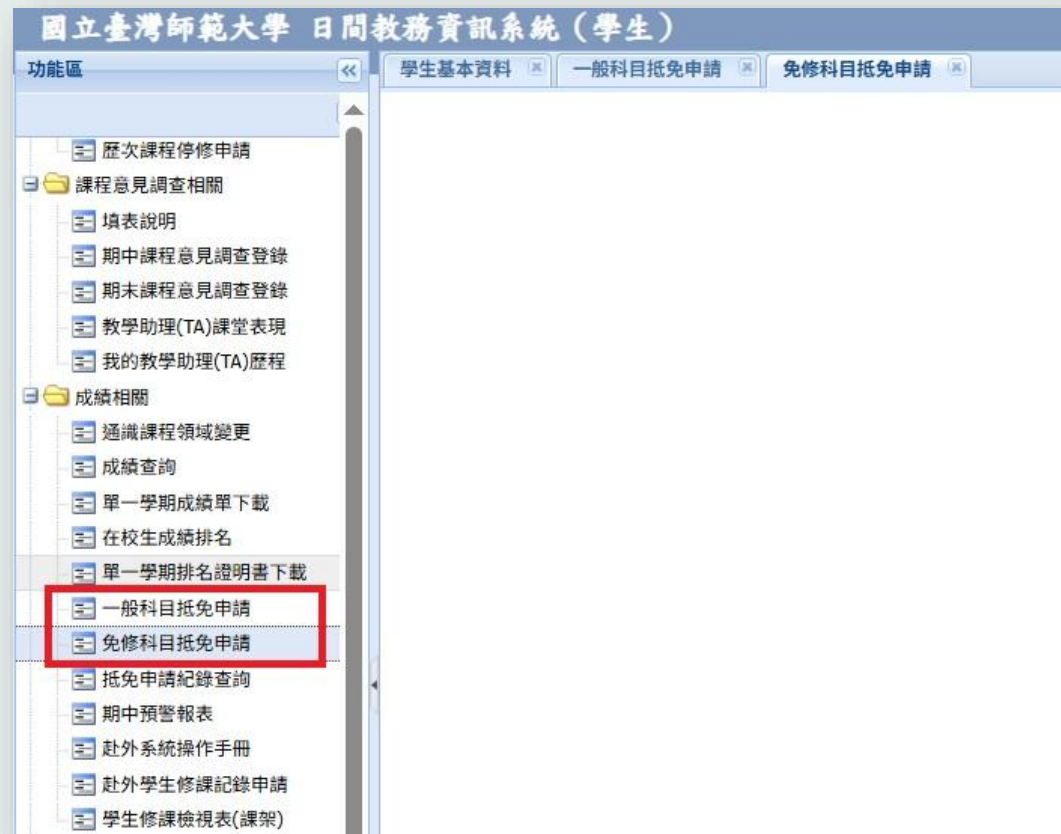 國立臺灣師範大學 日間教務資訊系統（學生）
功能區
學生基本資料 一般科目抵免申請 免修科目抵免申請
歷次課程停修申請
課程意見調查相關
填表說明
期中課程意見調查登錄
期末課程意見調查登錄
教學助理(TA)課堂表現
我的教學助理(TA)歷程
成績相關
通識課程領域變更
成績查詢
單一學期成績單下載
在校生成績排名
單一學期排名證明書下載
一般科目抵免申請
免修科目抵免申請
抵免申請紀錄查詢
期中預警報表
赴外系統操作手冊
赴外學生修課記錄申請
學生修課檢視表(課架)